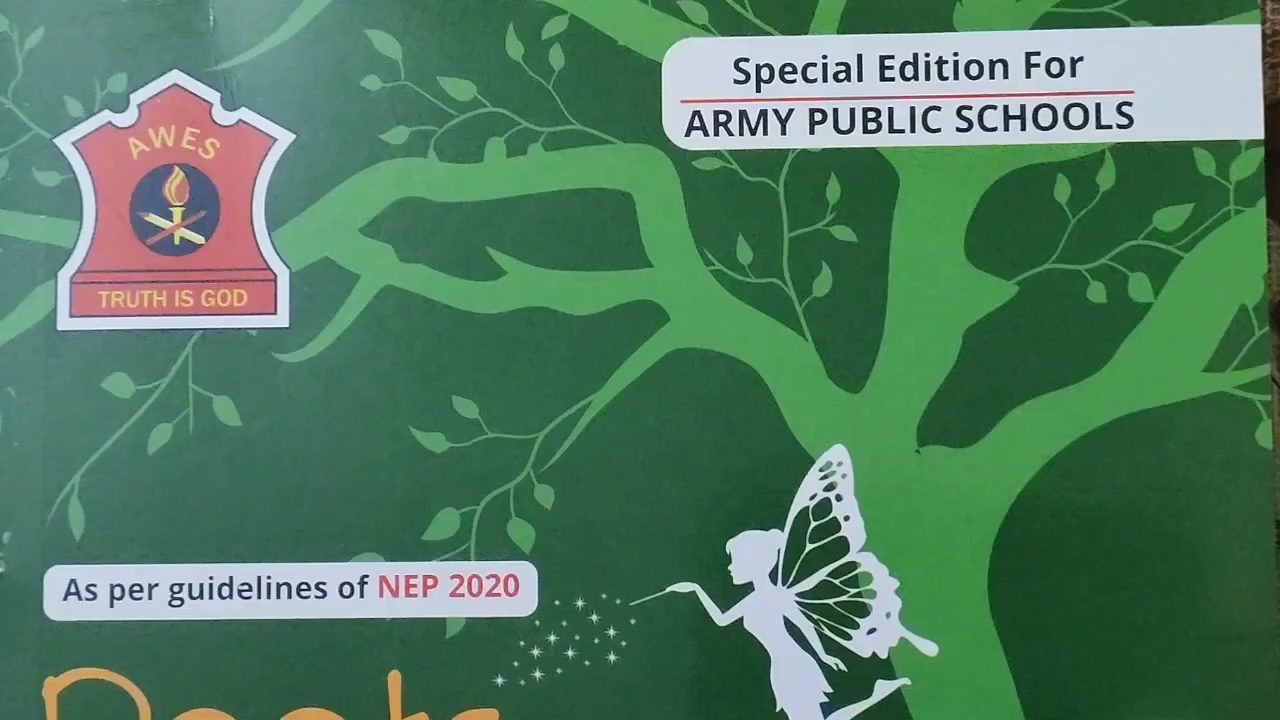 Special Edition For
ARMY PUBLIC SCHOOLS
AWES
TRUTH IS GOD
As per guidelines of NEP 2020